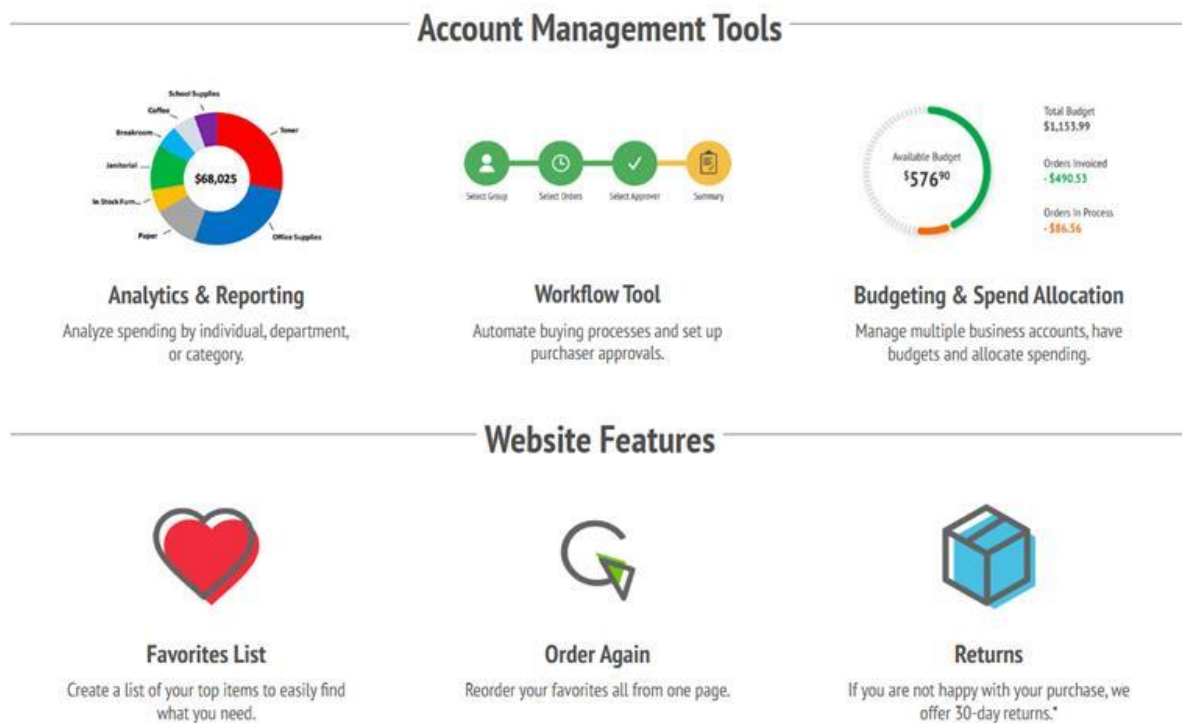 Account Management Tools
School Supplies
Coffee
Breakroom
Janitorial ...
In Stock Furn...
Paper
Toner
Office Supplies
$68,025
Select Group
Select Orders
Select Approver
Summary
Available Budget
$576⁹⁰
Total Budget
$1,153.99
Orders Invoiced
- $490.53
Orders In Process
- $86.56
Analytics & Reporting
Analyze spending by individual, department,
or category.
Workflow Tool
Automate buying processes and set up
purchaser approvals.
Budgeting & Spend Allocation
Manage multiple business accounts, have
budgets and allocate spending.
Website Features
Favorites List
Create a list of your top items to easily find
what you need.
Order Again
Reorder your favorites all from one page.
Returns
If you are not happy with your purchase, we
offer 30-day returns.*